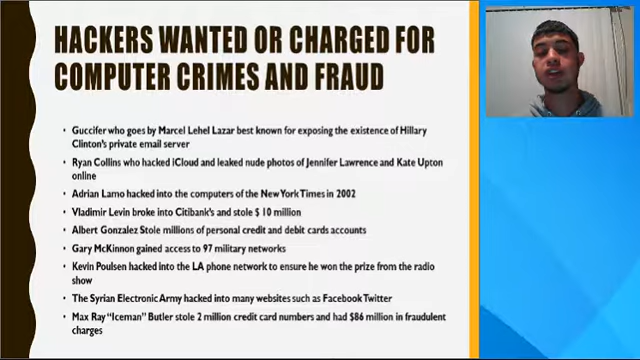 HACKERS WANTED OR CHARGED FOR
COMPUTER CRIMES AND FRAUD
• Guccifer who goes by Marcel Lehel Lazar best known for exposing the existence of Hillary
Clinton's private email server
• Ryan Collins who hacked iCloud and leaked nude photos of Jennifer Lawrence and Kate Upton
online
• Adrian Lamo hacked into the computers of the New York Times in 2002
• Vladimir Levin broke into Citibank's and stole $ 10 million
• Albert Gonzalez Stole millions of personal credit and debit cards accounts
• Gary McKinnon gained access to 97 military networks
• Kevin Poulsen hacked into the LA phone network to ensure he won the prize from the radio
show
• The Syrian Electronic Army hacked into many websites such as Facebook Twitter
• Max Ray "Iceman" Butler stole 2 million credit card numbers and had $86 million in fraudulent
charges